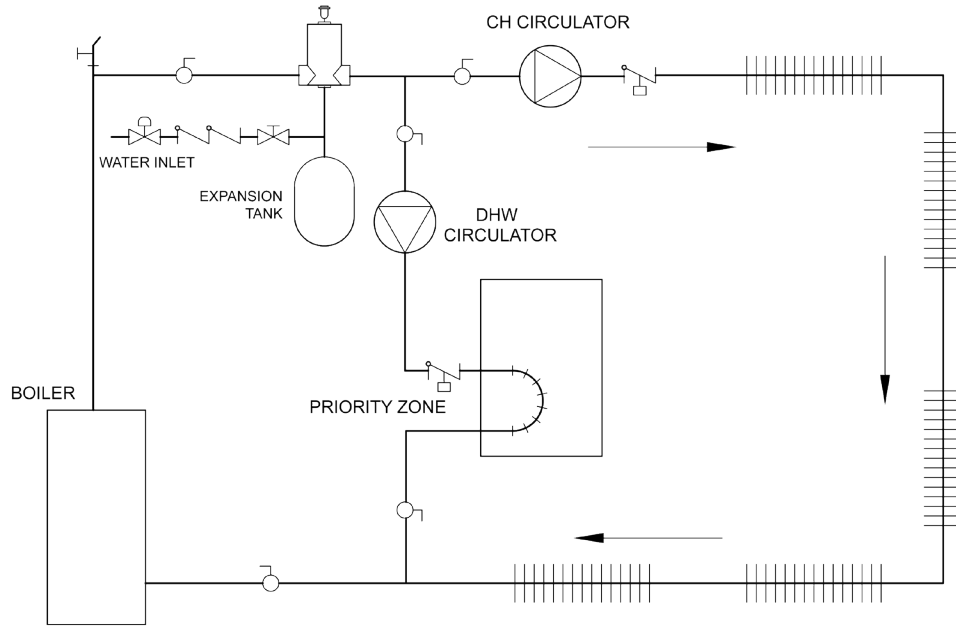 CH CIRCULATOR
WATER INLET
EXPANSION
TANK
DHW
CIRCULATOR
BOILER
PRIORITY ZONE